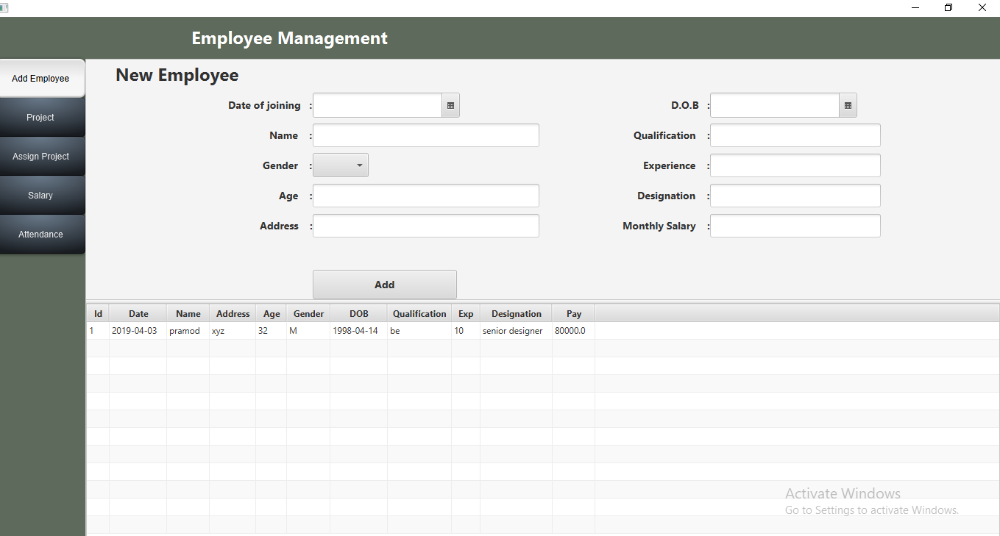 Employee Management
Add Employee
Project
Assign Project
Salary
Attendance
New Employee
Date of joining : D.O.B :
Name : Qualification :
Gender : Experience :
Age : Designation :
Address : Monthly Salary :
Add
Id Date Name Address Age Gender DOB Qualification Exp Designation Pay
1 2019-04-03 pramod xyz 32 M 1998-04-14 be 10 senior designer 80000.0
Activate Windows
Go to Settings to activate Windows.